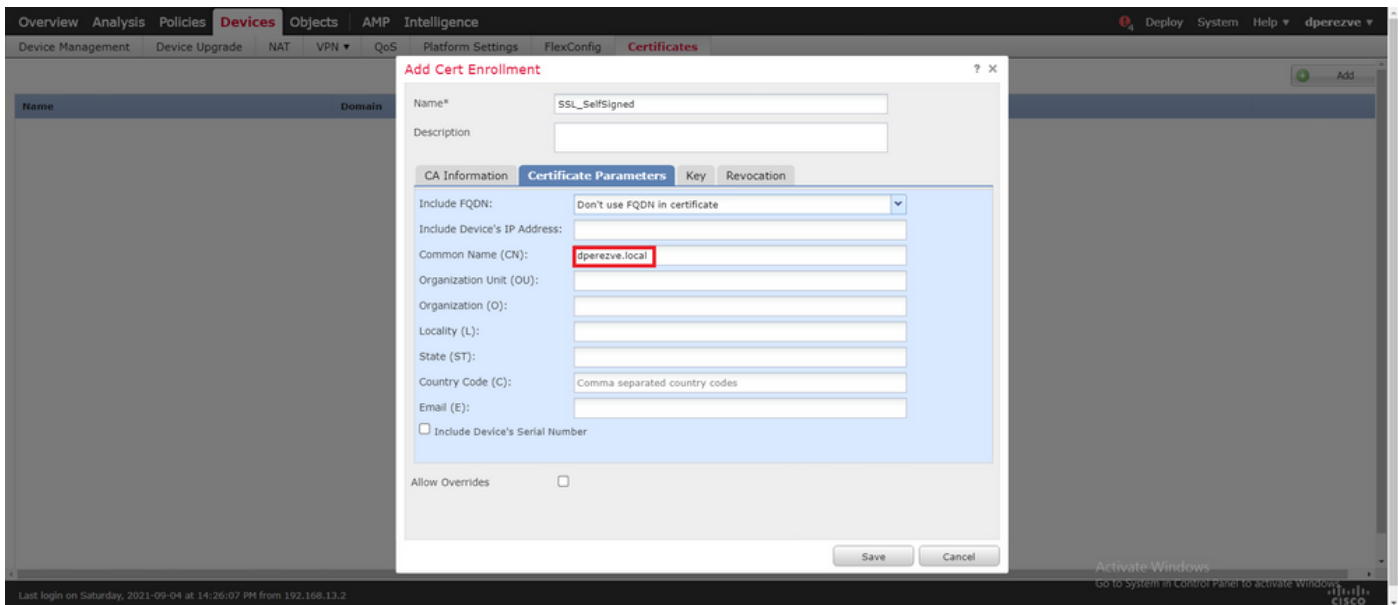 Overview Analysis Policies Devices Objects AMP Intelligence 4 Deploy System Help ▾ dperezve ▾
Device Management Device Upgrade NAT VPN ▾ QoS Platform Settings FlexConfig Certificates
Add Cert Enrollment ? ×
Add
Name Domain
Name* SSL_SelfSigned
Description
CA Information Certificate Parameters Key Revocation
Include FQDN: Don't use FQDN in certificate
Include Device's IP Address:
Common Name (CN): dperezve.local
Organization Unit (OU):
Organization (O):
Locality (L):
State (ST):
Country Code (C): Comma separated country codes
Email (E):
Include Device's Serial Number
Allow Overrides
Save Cancel
Activate Windows
Go to System in Control Panel to activate Windows.
Last login on Saturday, 2021-09-04 at 14:26:07 PM from 192.168.13.2
CISCO